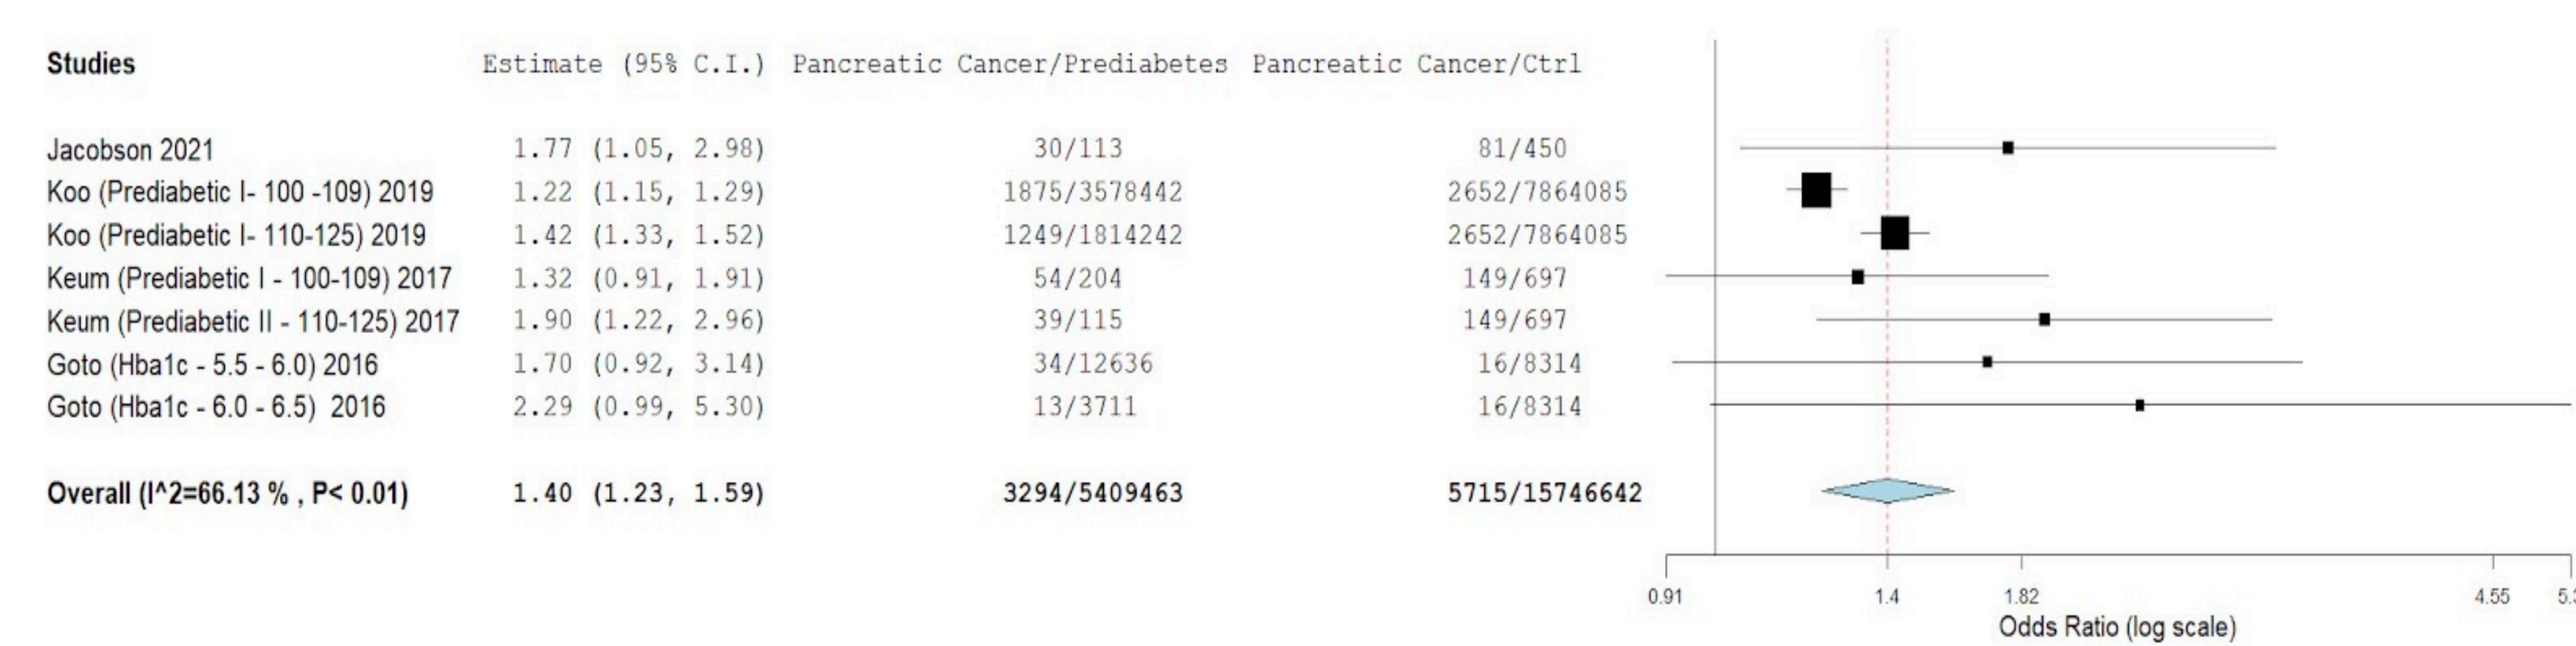 Studies Estimate (95% C.I.) Pancreatic Cancer/Prediabetes Pancreatic Cancer/Ctrl
Jacobson 2021 1.77 (1.05, 2.98) 30/113 81/450
Koo (Prediabetic I- 100 -109) 2019 1.22 (1.15, 1.29) 1875/3578442 2652/7864085
Koo (Prediabetic I- 110-125) 2019 1.42 (1.33, 1.52) 1249/1814242 2652/7864085
Keum (Prediabetic I - 100-109) 2017 1.32 (0.91, 1.91) 54/204 149/697
Keum (Prediabetic II - 110-125) 2017 1.90 (1.22, 2.96) 39/115 149/697
Goto (Hba1c - 5.5 - 6.0) 2016 1.70 (0.92, 3.14) 34/12636 16/8314
Goto (Hba1c - 6.0 - 6.5) 2016 2.29 (0.99, 5.30) 13/3711 16/8314
Overall (I^2=66.13 % , P< 0.01) 1.40 (1.23, 1.59) 3294/5409463 5715/15746642
0.91 1.4 1.82 4.55
Odds Ratio (log scale)